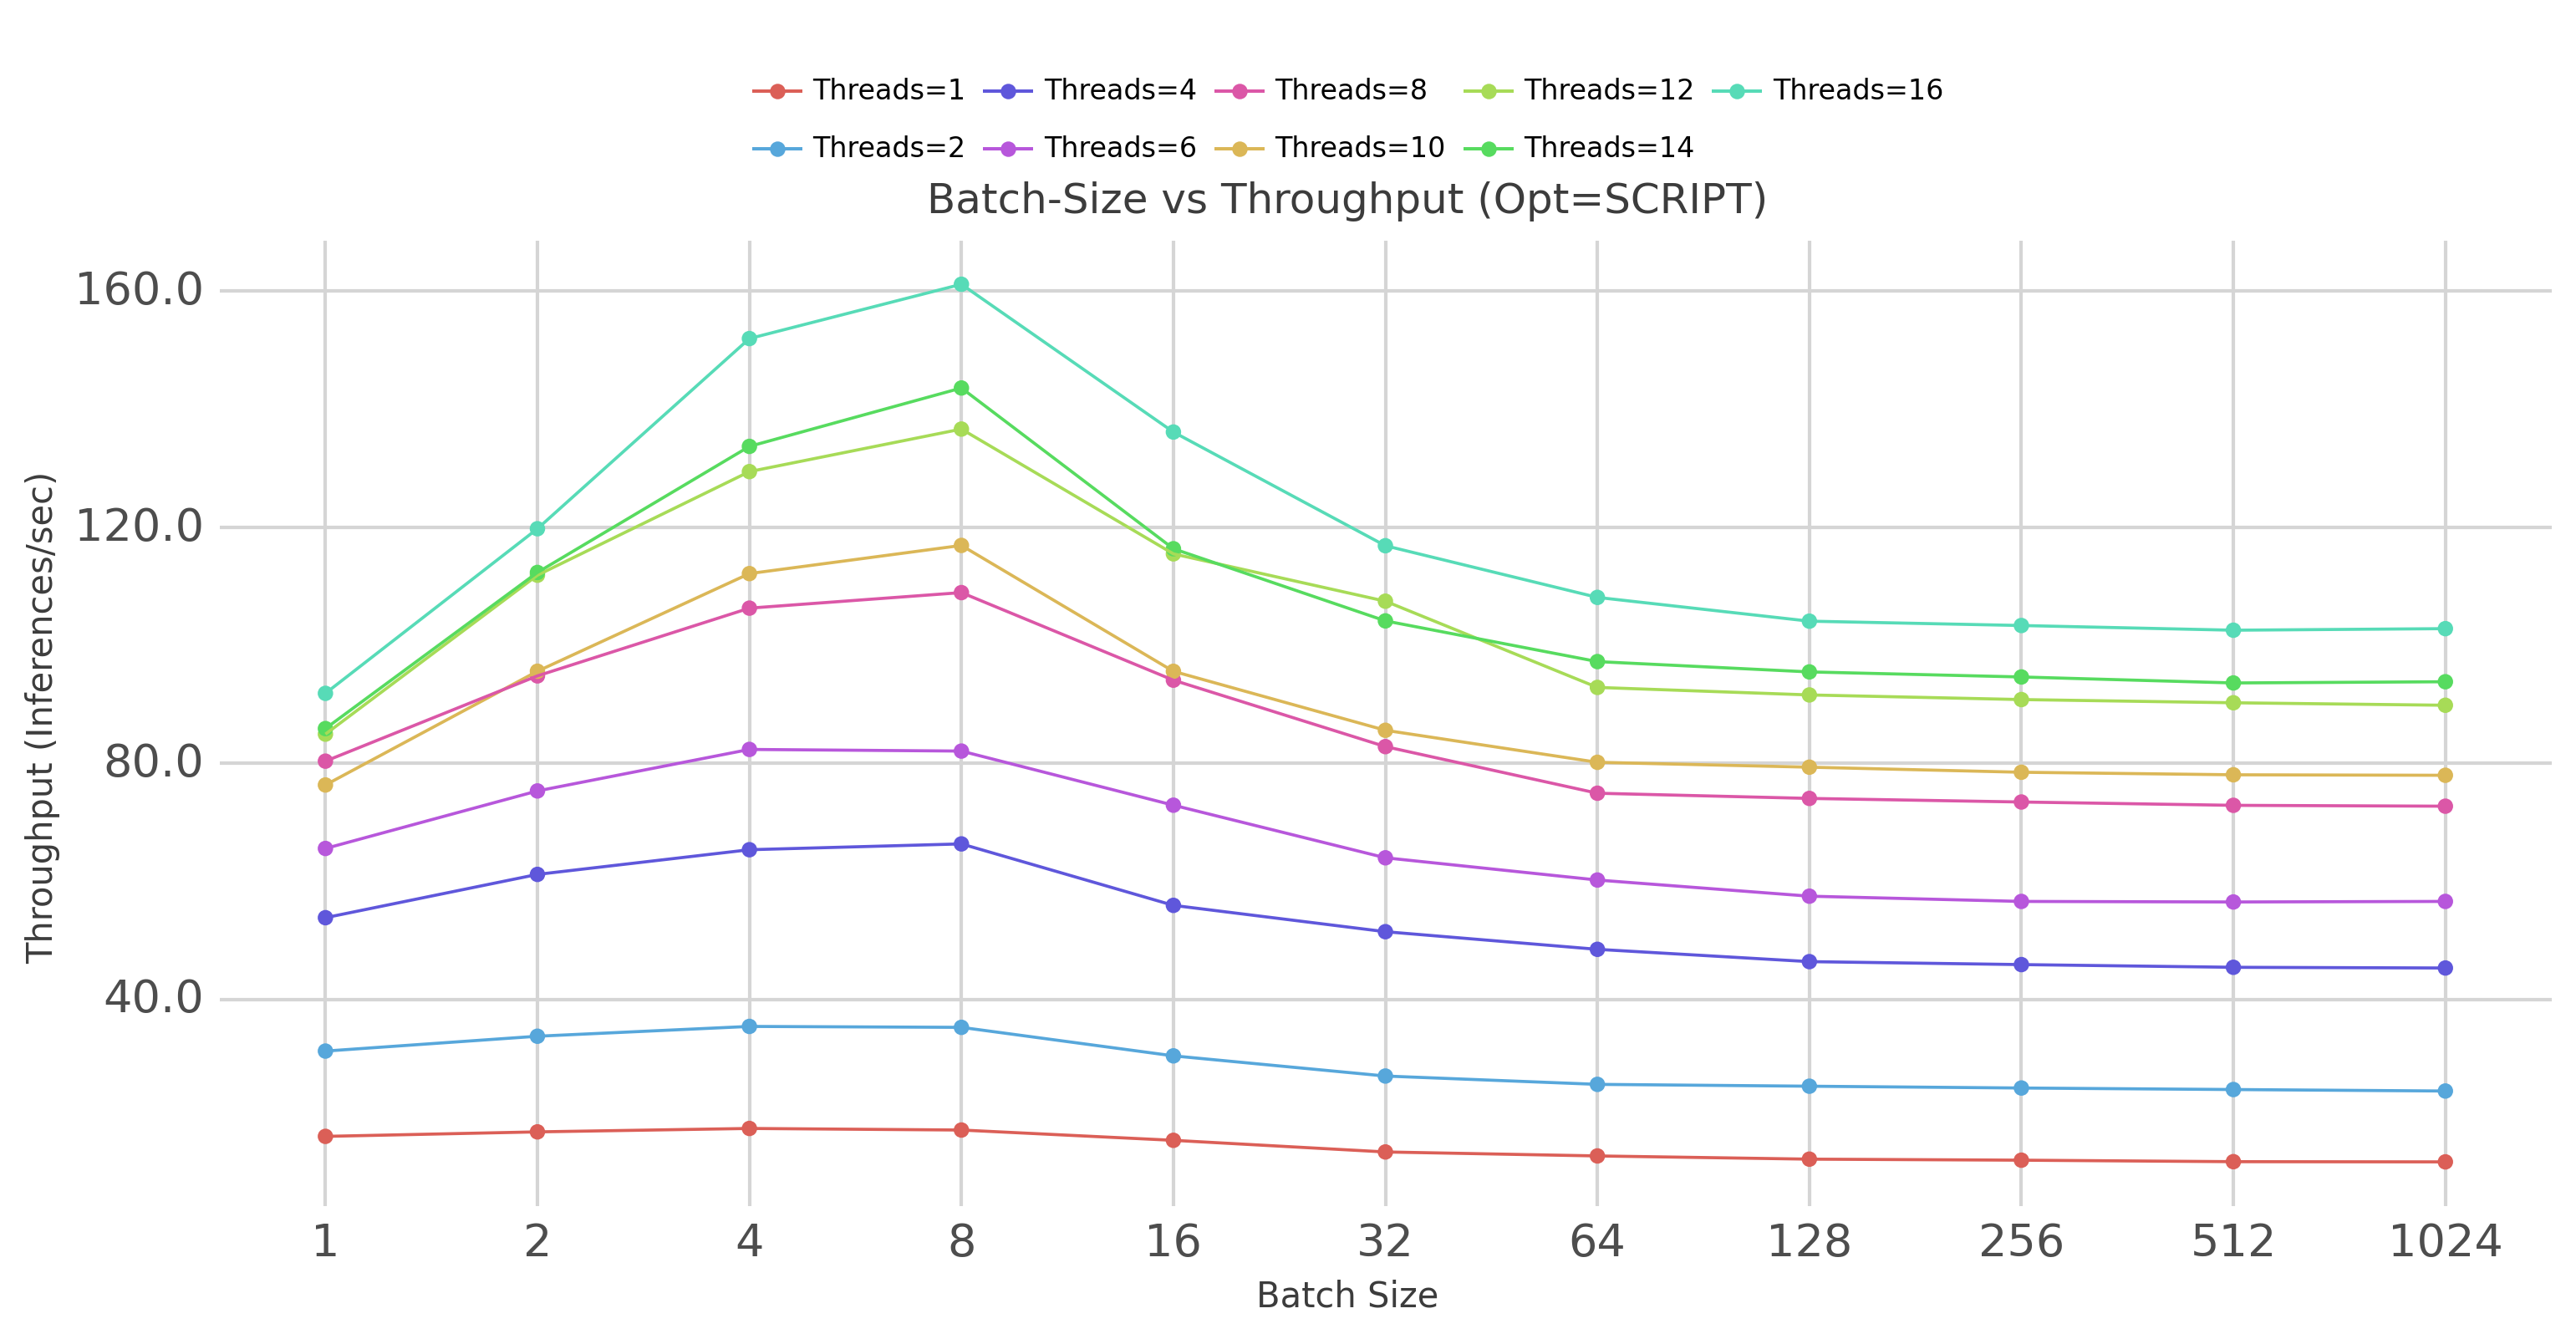 Threads=1 Threads=4 Threads=8 Threads=12 Threads=16
Threads=2 Threads=6 Threads=10 Threads=14
Batch-Size vs Throughput (Opt=SCRIPT)
160.0
120.0
80.0
40.0
Throughput (Inferences/sec)
1 2 4 8 16 32 64 128 256 512 1024
Batch Size